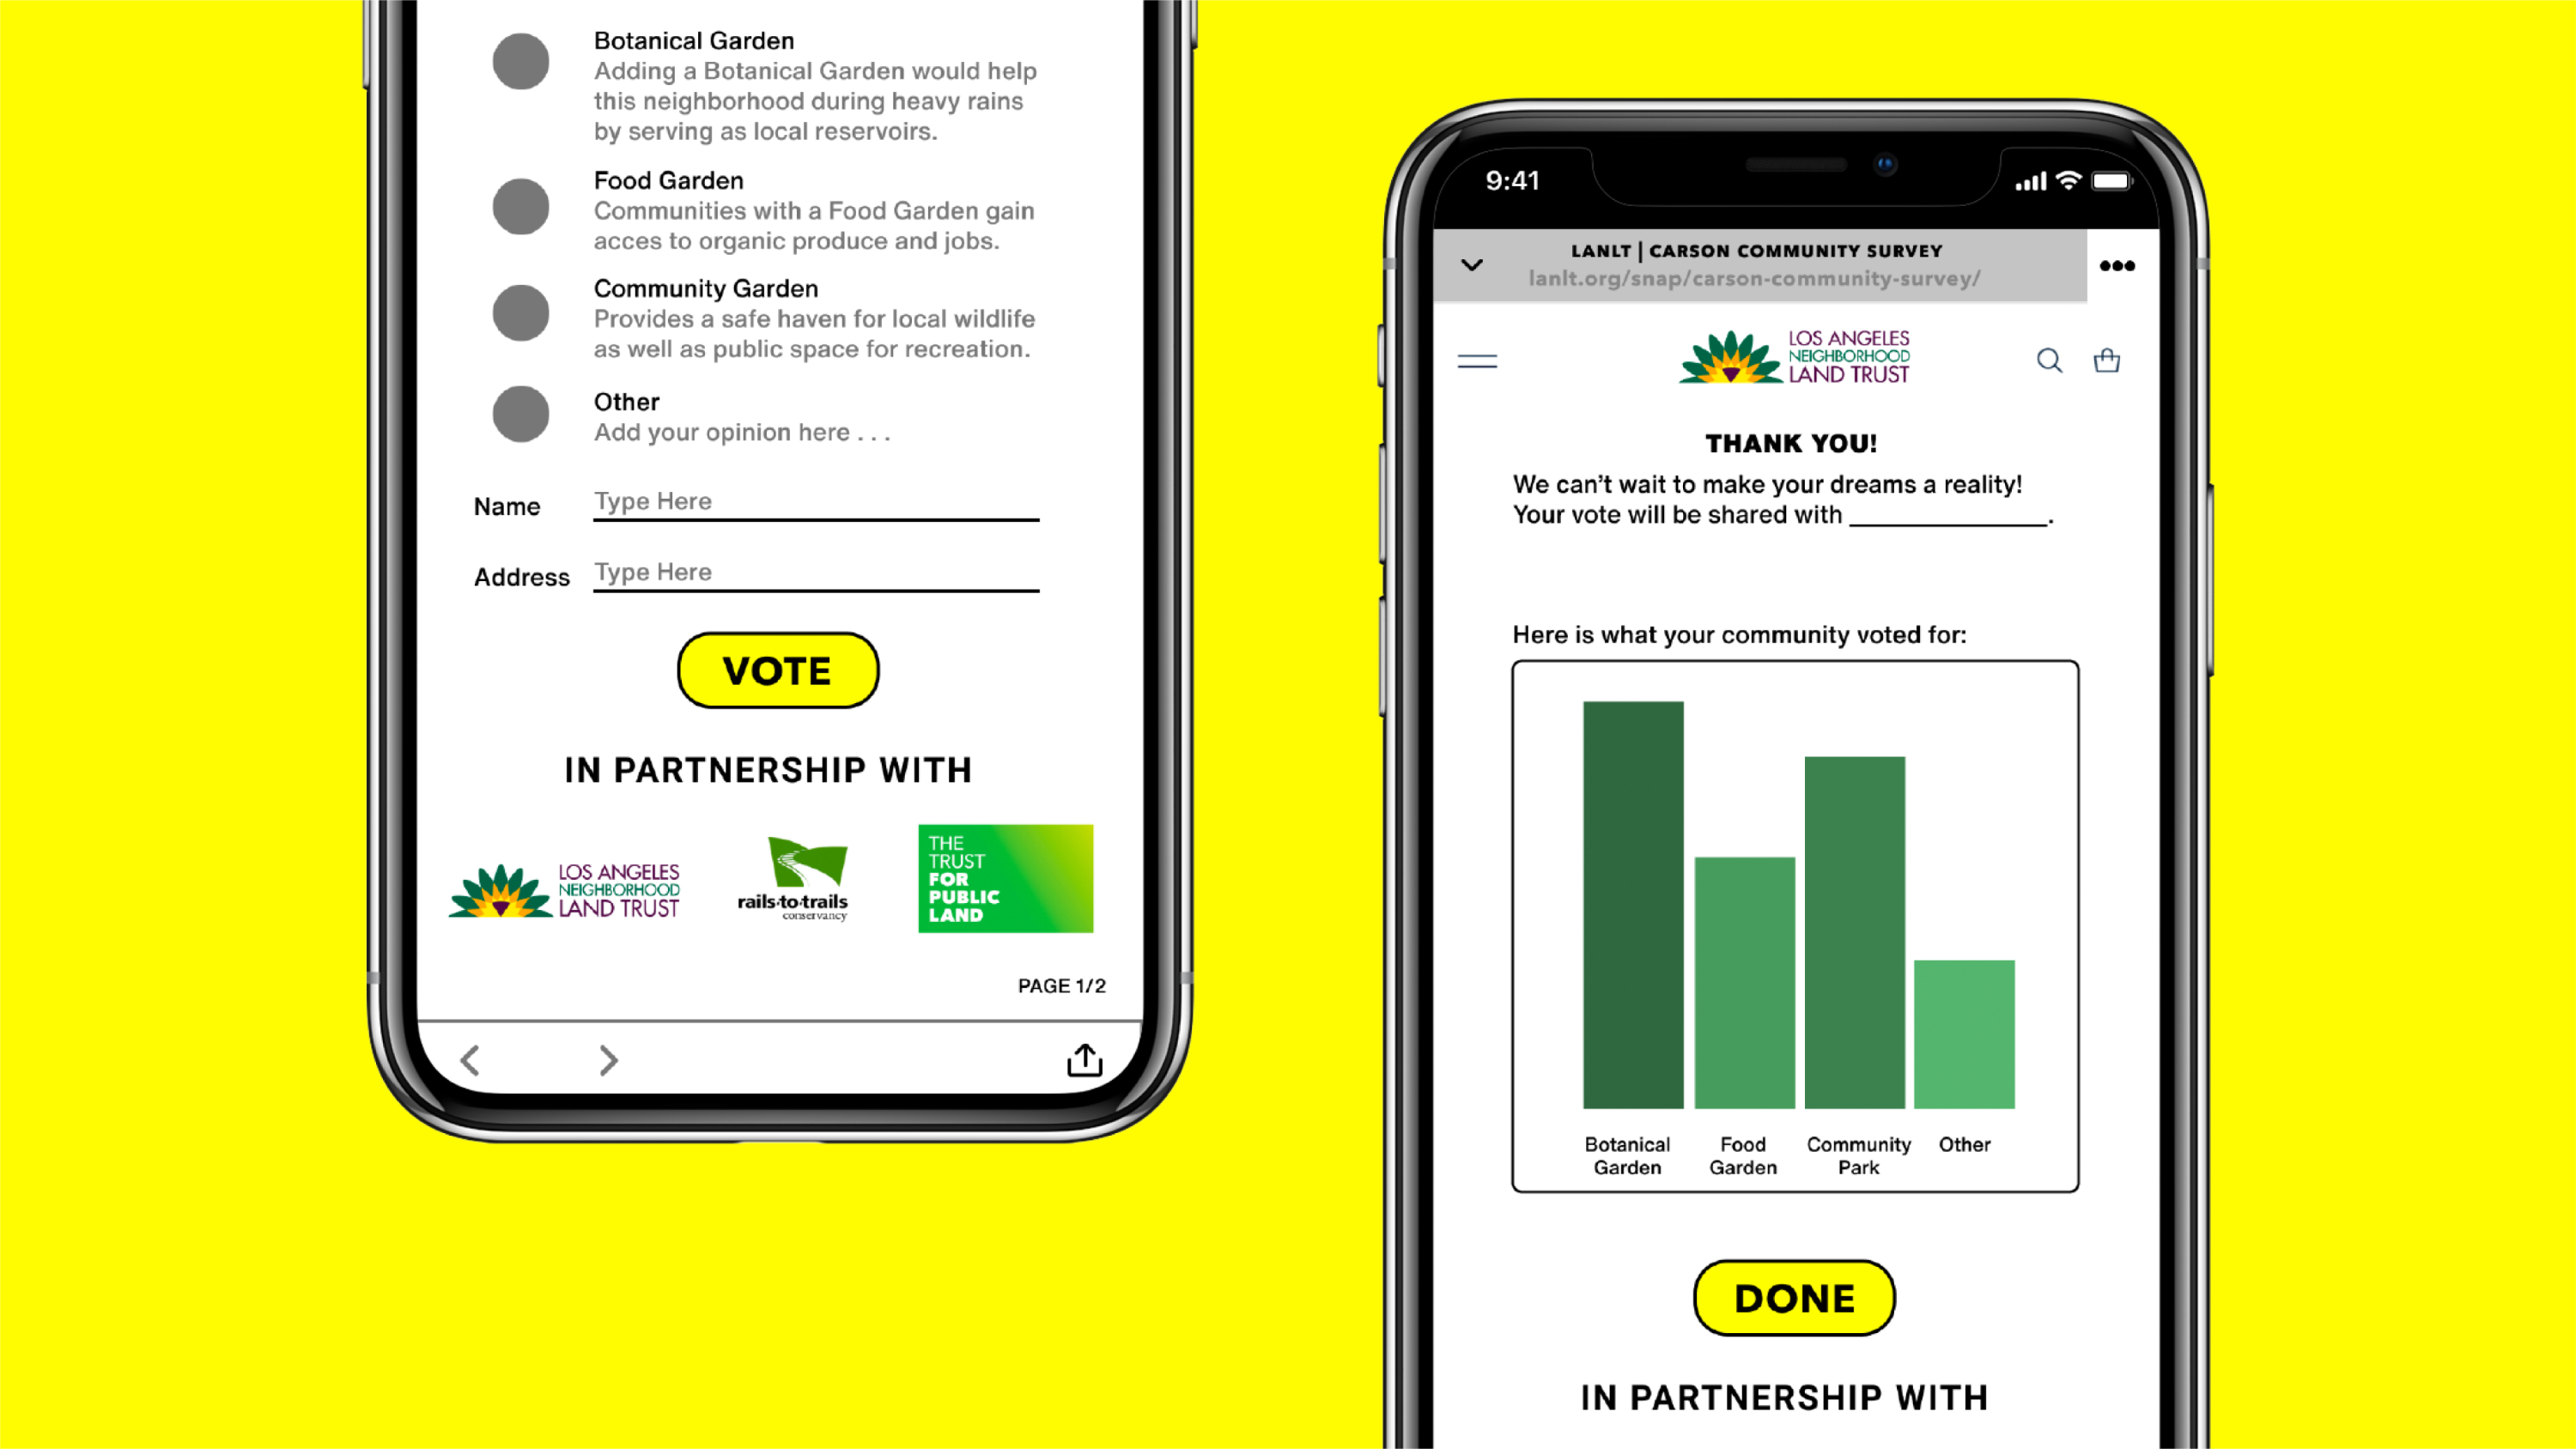 Botanical Garden
Adding a Botanical Garden would help
this neighborhood during heavy rains
by serving as local reservoirs.
Food Garden
Communities with a Food Garden gain
acces to organic produce and jobs.
Community Garden
Provides a safe haven for local wildlife
as well as public space for recreation.
Other
Add your opinion here . . .
Name Type Here
Address Type Here
VOTE
IN PARTNERSHIP WITH
LOS ANGELES
NEIGHBORHOOD
LAND TRUST
rails-to-trails
conservancy
THE
TRUST
FOR
PUBLIC
LAND
PAGE 1/2
9:41
LANLT | CARSON COMMUNITY SURVEY
lanlt.org/snap/carson-community-survey/
LOS ANGELES
NEIGHBORHOOD
LAND TRUST
THANK YOU!
We can’t wait to make your dreams a reality!
Your vote will be shared with ______________.
Here is what your community voted for:
Botanical Food Community Other
Garden Garden Park
DONE
IN PARTNERSHIP WITH